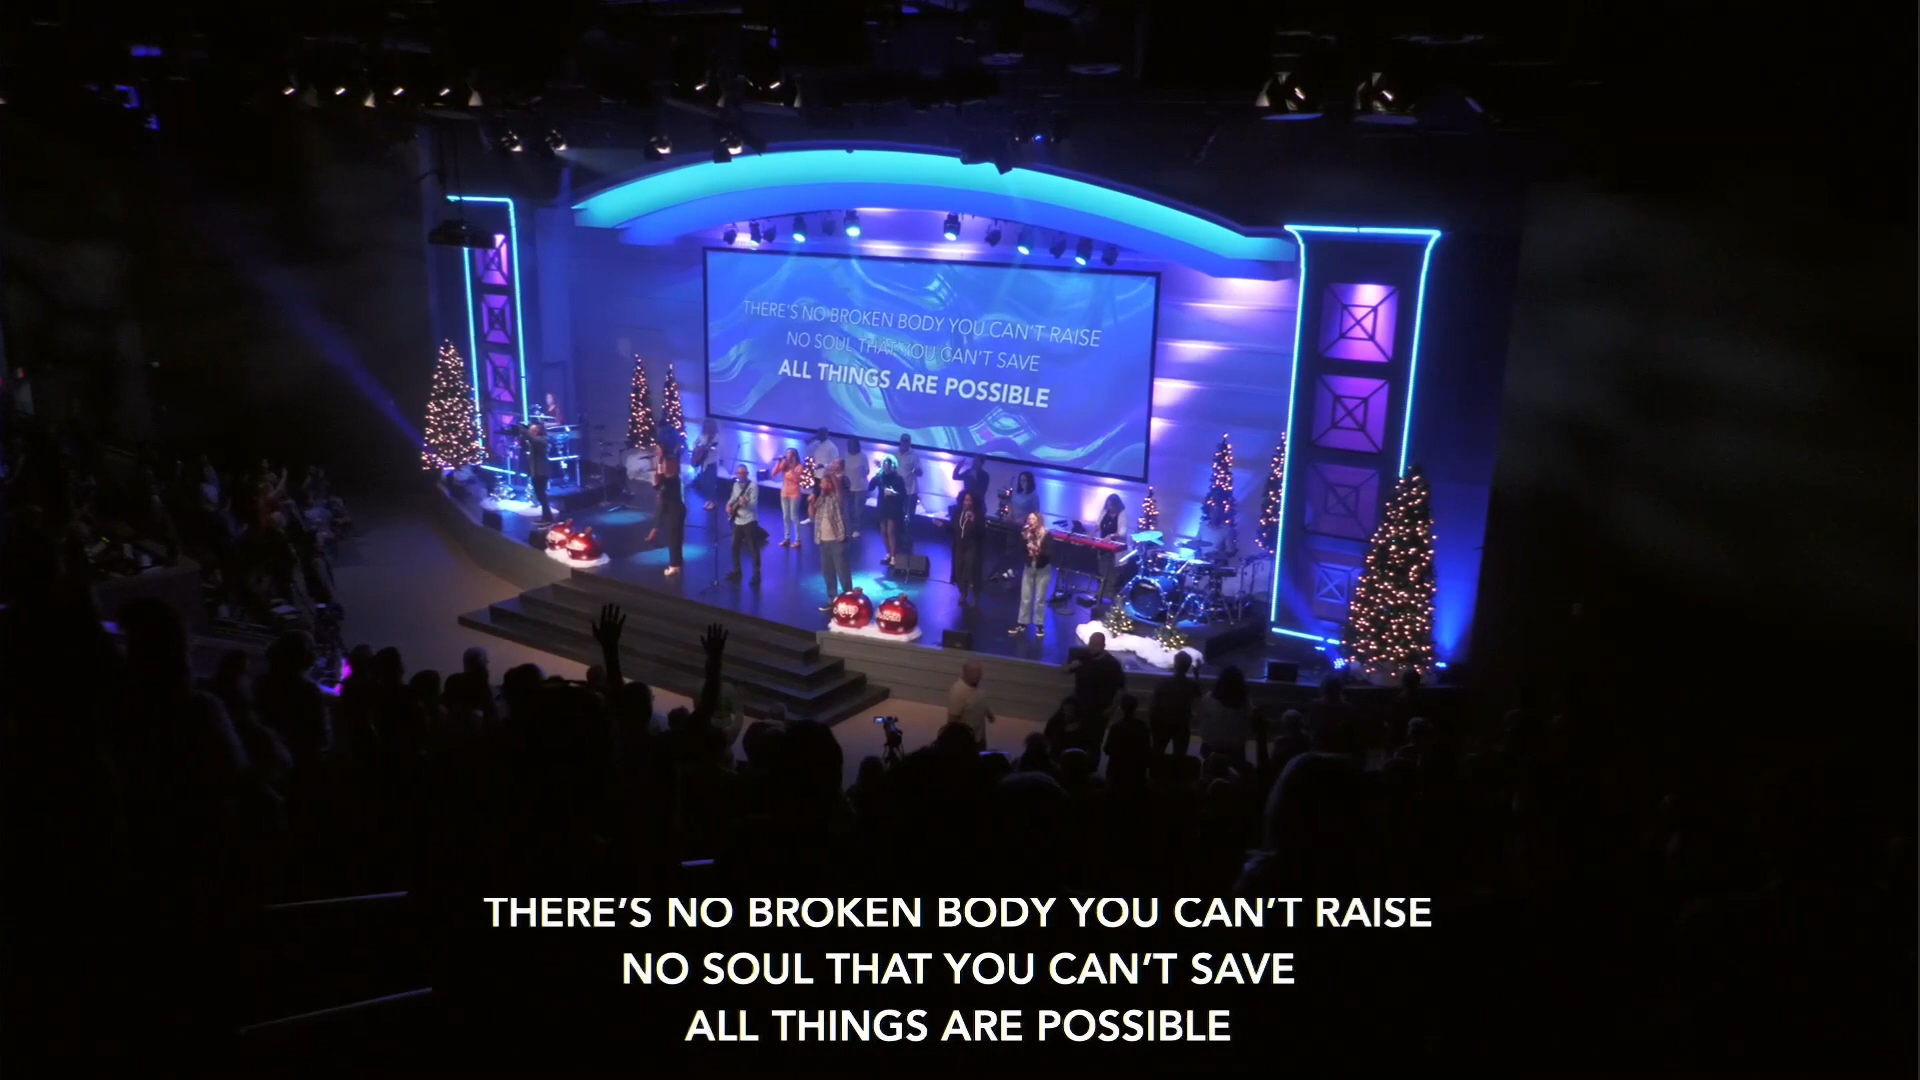 THERE'S NO BROKEN BODY YOU CAN'T RAISE
NO SOUL THAT YOU CAN'T SAVE
ALL THINGS ARE POSSIBLE
THERE'S NO BROKEN BODY YOU CAN'T RAISE
NO SOUL THAT YOU CAN'T SAVE
ALL THINGS ARE POSSIBLE